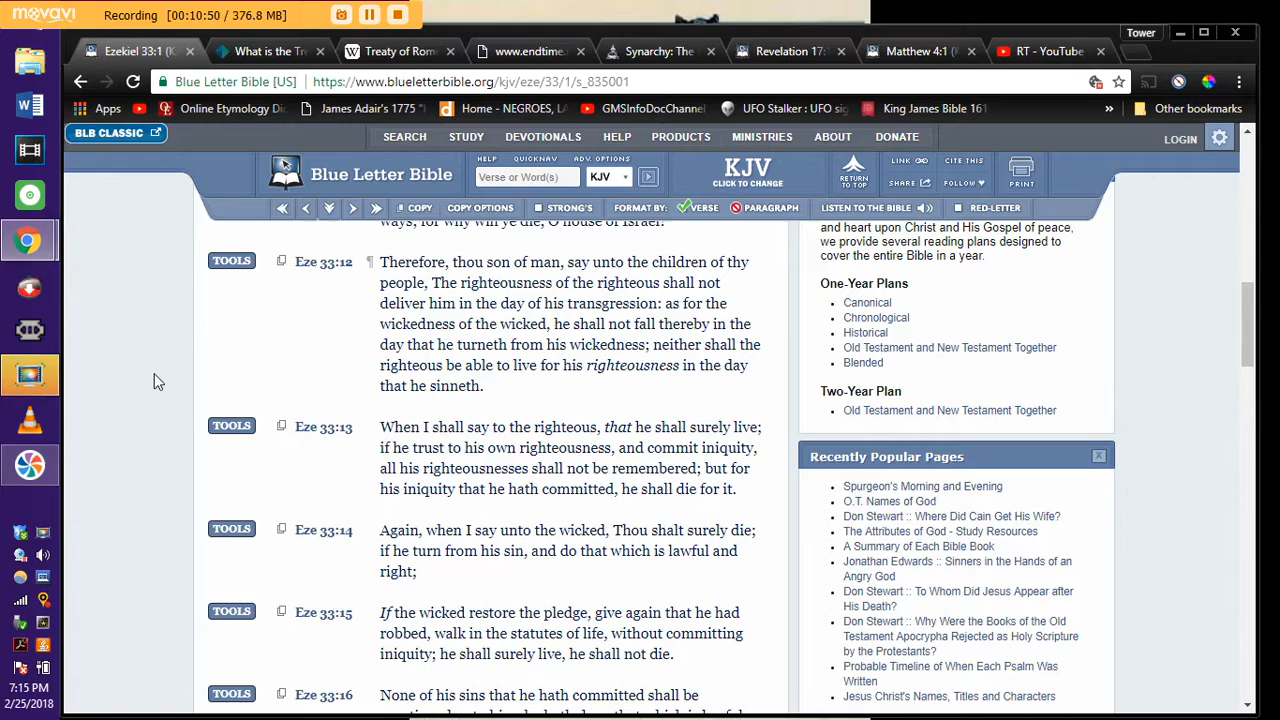 movavi
Recording (00:10:50 / 376.8 MB)
Tower
Ezekiel 33:1 (K
What is the Tre
Treaty of Rom
www.endtime.
Synarchy: The
Revelation 17:
Matthew 4:1 (
RT - YouTube
Blue Letter Bible [US]
https://www.blueletterbible.org/kjv/eze/33/1/s_835001
Apps
Online Etymology Di
James Adair's 1775 "
Home - NEGROES, LA
GMSInfoDocChannel
UFO Stalker : UFO sig
King James Bible 161
»
Other bookmarks
BLB CLASSIC
SEARCH
STUDY
DEVOTIONALS
HELP
PRODUCTS
MINISTRIES
ABOUT
DONATE
LOGIN
Blue Letter Bible
HELP
QUICKNAV
ADV. OPTIONS
Verse or Word(s)
KJV
KJV
CLICK TO CHANGE
RETURN
TO TOP
LINK
CITE THIS
SHARE
FOLLOW
PRINT
COPY
COPY OPTIONS
STRONG'S
FORMAT BY:
VERSE
PARAGRAPH
LISTEN TO THE BIBLE
RED-LETTER
ways; for why will ye die, O house of Israel?
TOOLS
Eze 33:12
¶ Therefore, thou son of man, say unto the children of thy
people, The righteousness of the righteous shall not
deliver him in the day of his transgression: as for the
wickedness of the wicked, he shall not fall thereby in the
day that he turneth from his wickedness; neither shall the
righteous be able to live for his righteousness in the day
that he sinneth.
TOOLS
Eze 33:13
When I shall say to the righteous, that he shall surely live;
if he trust to his own righteousness, and commit iniquity,
all his righteousnesses shall not be remembered; but for
his iniquity that he hath committed, he shall die for it.
TOOLS
Eze 33:14
Again, when I say unto the wicked, Thou shalt surely die;
if he turn from his sin, and do that which is lawful and
right;
TOOLS
Eze 33:15
If the wicked restore the pledge, give again that he had
robbed, walk in the statutes of life, without committing
iniquity; he shall surely live, he shall not die.
TOOLS
Eze 33:16
None of his sins that he hath committed shall be
and heart upon Christ and His Gospel of peace,
we provide several reading plans designed to
cover the entire Bible in a year.
One-Year Plans
Canonical
Chronological
Historical
Old Testament and New Testament Together
Blended
Two-Year Plan
Old Testament and New Testament Together
Recently Popular Pages
Spurgeon's Morning and Evening
O.T. Names of God
Don Stewart :: Where Did Cain Get His Wife?
The Attributes of God - Study Resources
A Summary of Each Bible Book
Jonathan Edwards :: Sinners in the Hands of an
Angry God
Don Stewart :: To Whom Did Jesus Appear after
His Death?
Don Stewart :: Why Were the Books of the Old
Testament Apocrypha Rejected as Holy Scripture
by the Protestants?
Probable Timeline of When Each Psalm Was
Written
Jesus Christ's Names, Titles and Characters
7:15 PM
2/25/2018